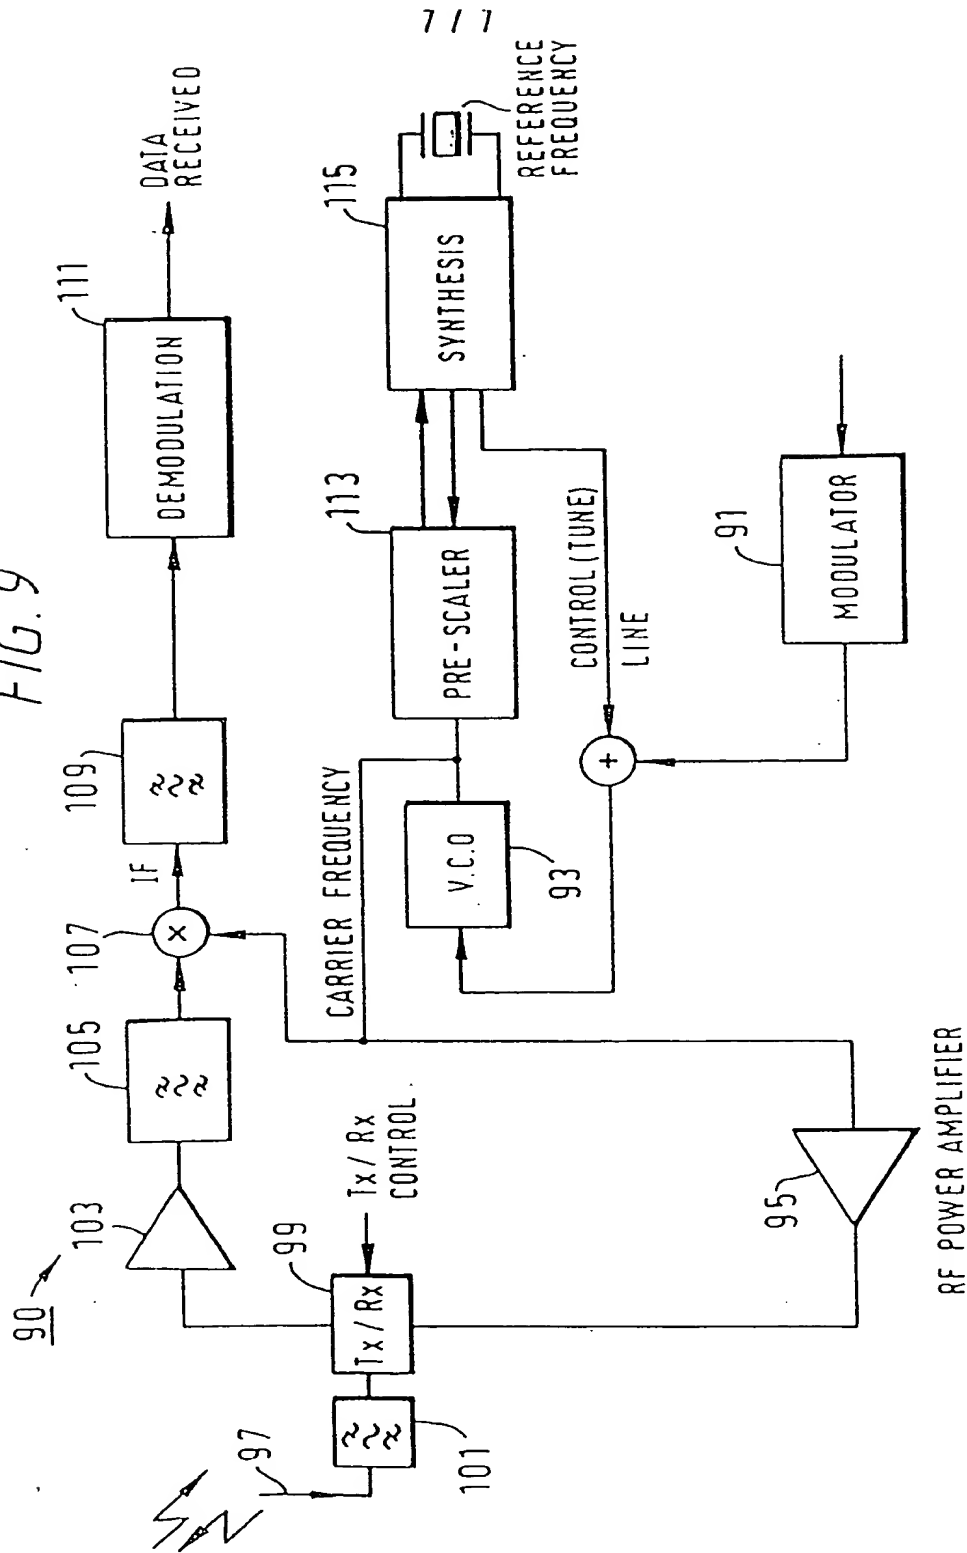 7 / 7
FIG. 9
90
103
105
107
IF
109
111
DEMODULATION
DATA
RECEIVED
97
101
99
Tx / Rx
Tx / Rx
CONTROL
CARRIER FREQUENCY
V.C.O
93
113
PRE-SCALER
115
SYNTHESIS
REFERENCE
FREQUENCY
CONTROL (TUNE)
LINE
+
×
91
MODULATOR
95
RF POWER AMPLIFIER